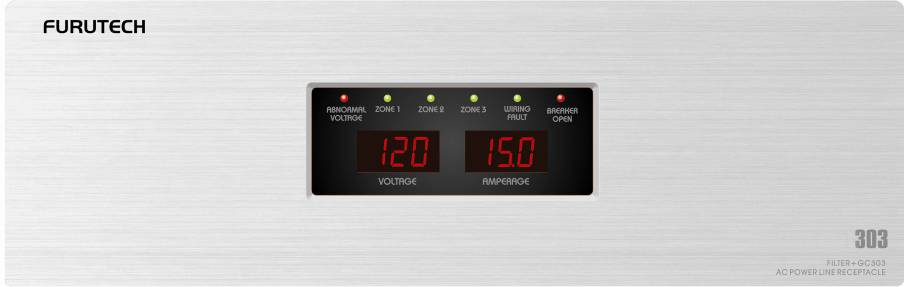 FURUTECH
ABNORMAL VOLTAGE
ZONE 1
ZONE 2
ZONE 3
WIRING FAULT
BREAKER OPEN
120
15.0
VOLTAGE
AMPERAGE
303
FILTER+GC303
AC POWER LINE RECEPTACLE